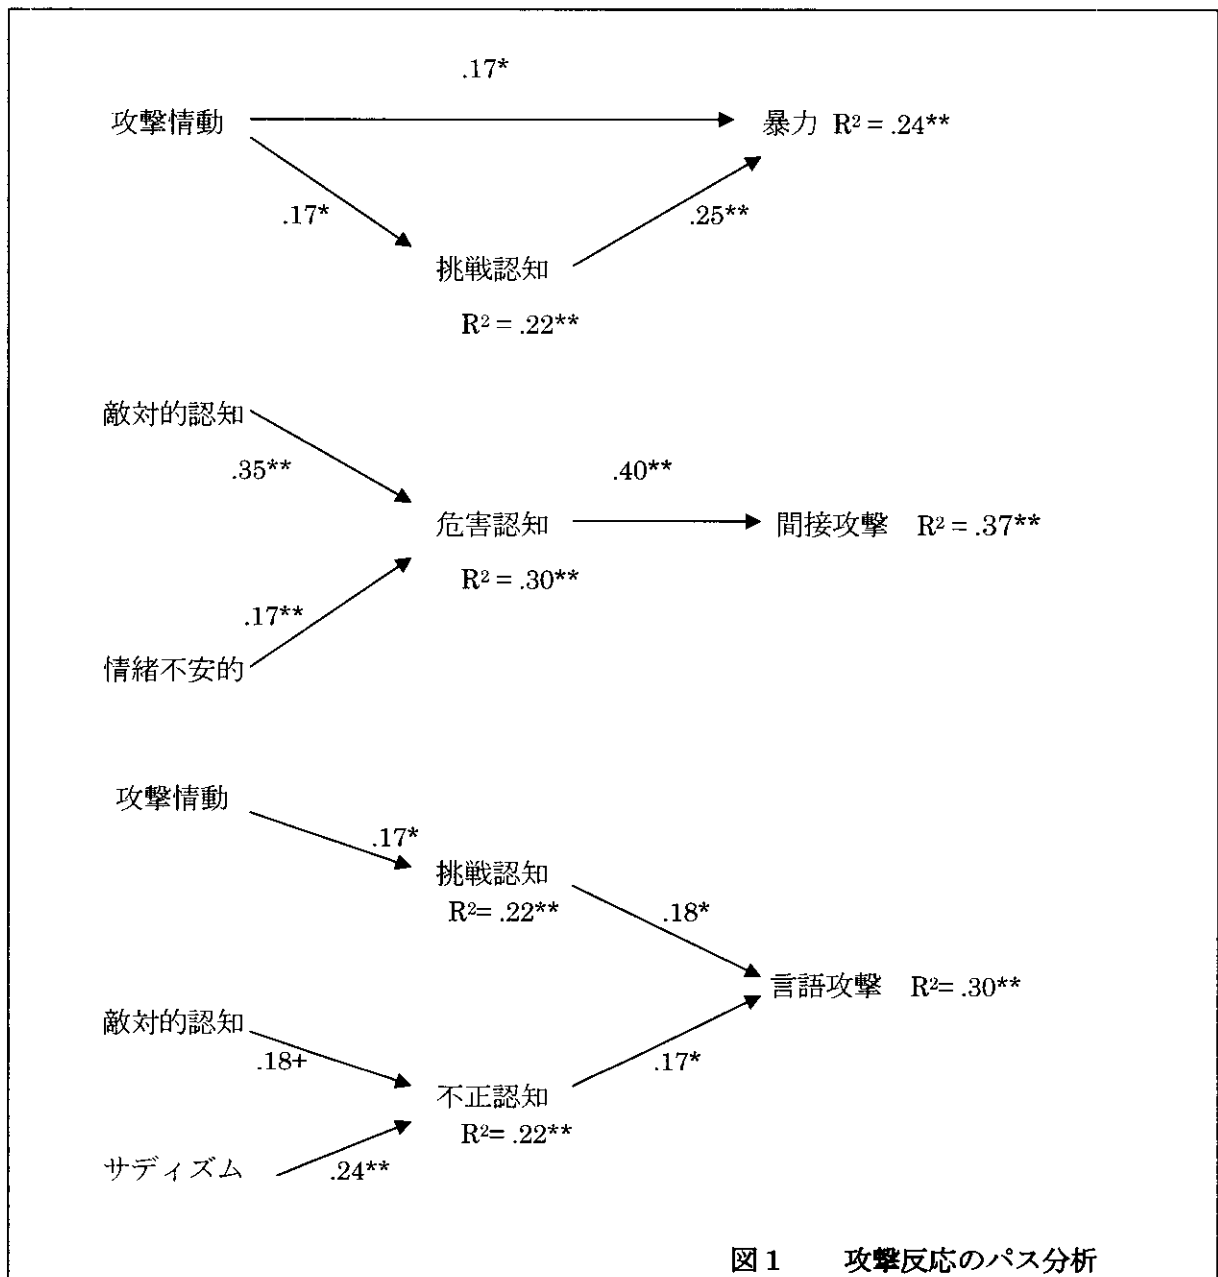 .17*
攻撃情動
暴力 R² = .24**
.17*
.25**
挑戦認知
R² = .22**
敵対的認知
.35**
.40**
危害認知
間接攻撃 R² = .37**
R² = .30**
.17**
情緒不安的
攻撃情動
.17*
挑戦認知
R²= .22**
.18*
言語攻撃 R²= .30**
敵対的認知
.18+
.17*
不正認知
R²= .22**
サディズム
.24**
図1 攻撃反応のパス分析